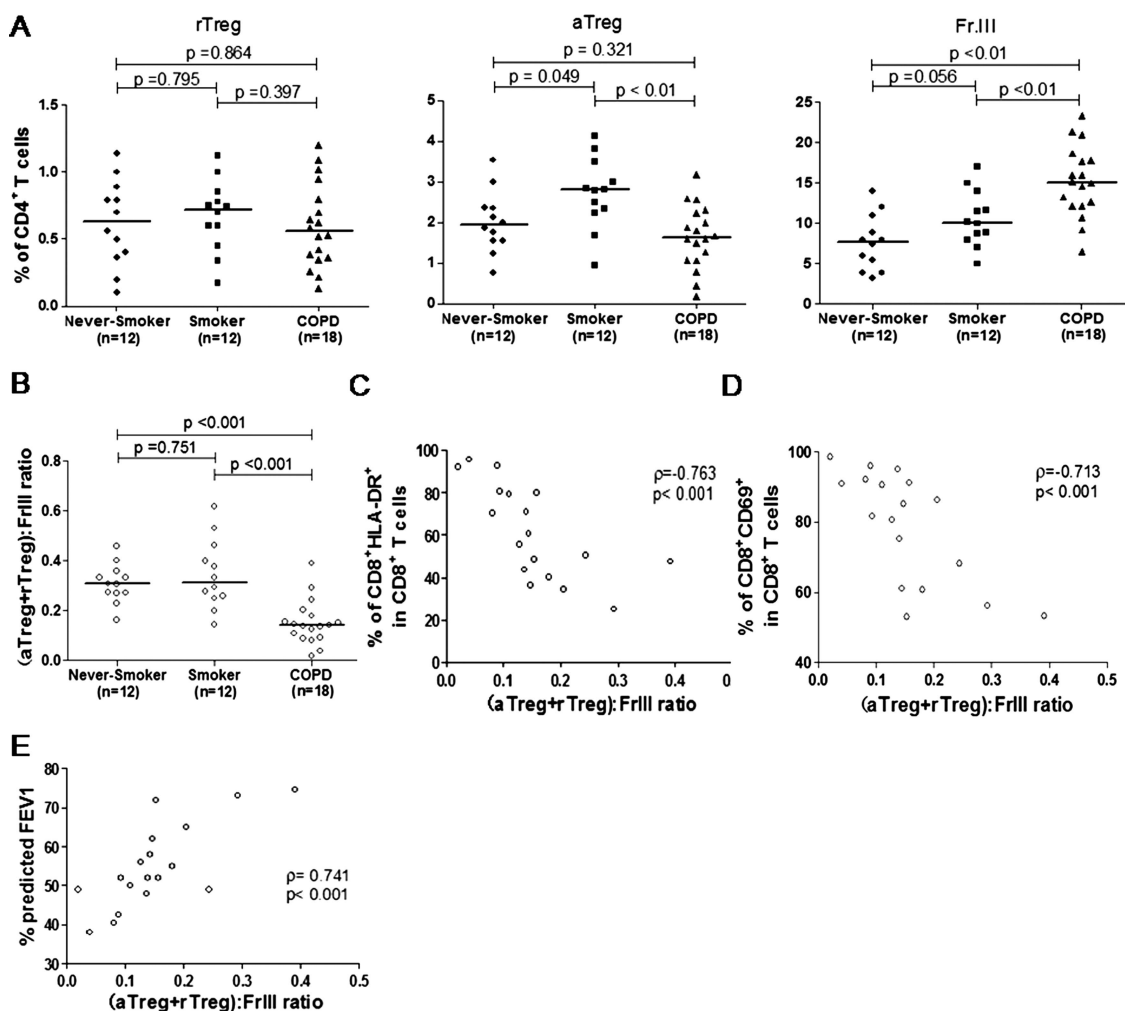 A
rTreg
aTreg
Fr.III
p =0.864
p =0.795
p =0.397
p = 0.321
p = 0.049
p < 0.01
p <0.01
p =0.056
p <0.01
% of CD4+ T cells
1.5
1.0
0.5
0.0
5
4
3
2
1
0
25
20
15
10
5
0
Never-Smoker
(n=12)
Smoker
(n=12)
COPD
(n=18)
Never-Smoker
(n=12)
Smoker
(n=12)
COPD
(n=18)
Never-Smoker
(n=12)
Smoker
(n=12)
COPD
(n=18)
B
p <0.001
p =0.751
p <0.001
(aTreg+rTreg):FrIII ratio
0.8
0.6
0.4
0.2
0.0
Never-Smoker
(n=12)
Smoker
(n=12)
COPD
(n=18)
C
% of CD8+HLA-DR+
in CD8+ T cells
100
80
60
40
20
0
ρ=-0.763
p< 0.001
0.0
0.1
0.2
0.3
0.4
0
(aTreg+rTreg):FrIII ratio
D
% of CD8+CD69+
in CD8+ T cells
100
80
60
40
ρ=-0.713
p< 0.001
0.0
0.1
0.2
0.3
0.4
0.5
(aTreg+rTreg):FrIII ratio
E
% predicted FEV1
80
70
60
50
40
30
ρ= 0.741
p< 0.001
0.0
0.1
0.2
0.3
0.4
0.5
(aTreg+rTreg):FrIII ratio